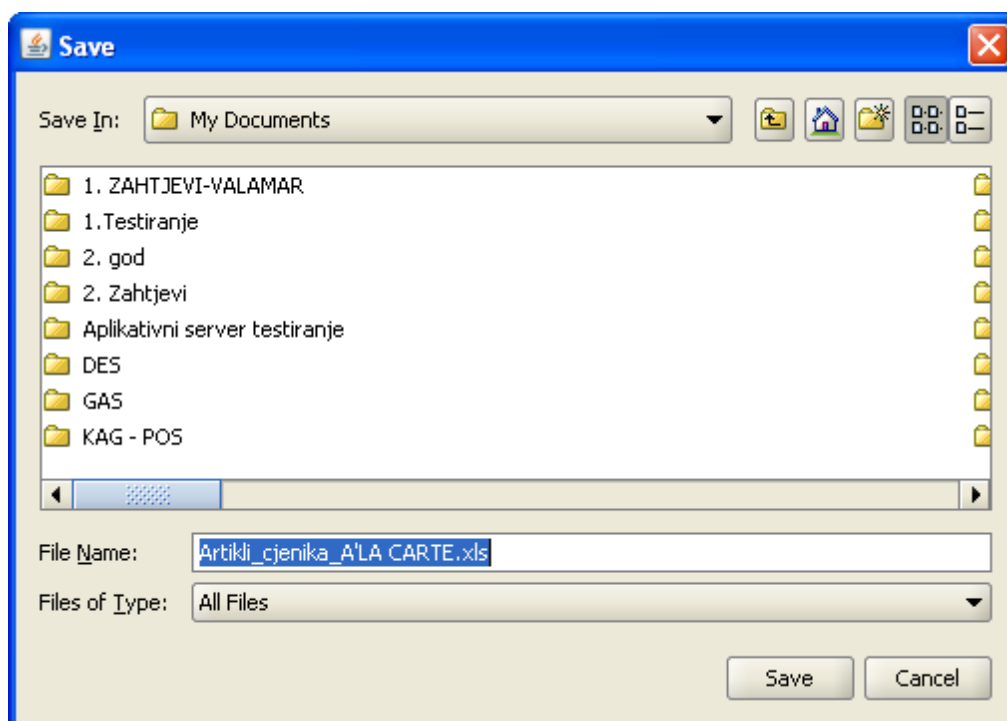 Save
Save In: My Documents
1. ZAHTJEVI-VALAMAR
1.Testiranje
2. god
2. Zahtjevi
Aplikativni server testiranje
DES
GAS
KAG - POS
File Name: Artikli_cjenika_A'LA CARTE.xls
Files of Type: All Files
Save Cancel